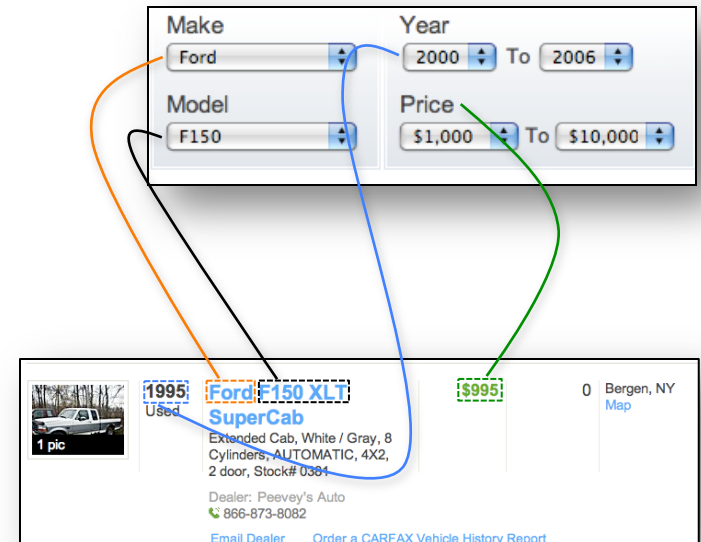 Make Year
Ford 2000 To 2006
Model Price
F150 $1,000 To $10,000
1995 Ford F150 XLT $995 0 Bergen, NY
Used SuperCab Map
1 pic
Extended Cab, White / Gray, 8
Cylinders, AUTOMATIC, 4X2,
2 door, Stock# 0381
Dealer: Peevey's Auto
866-873-8082
Email Dealer Order a CARFAX Vehicle History Report